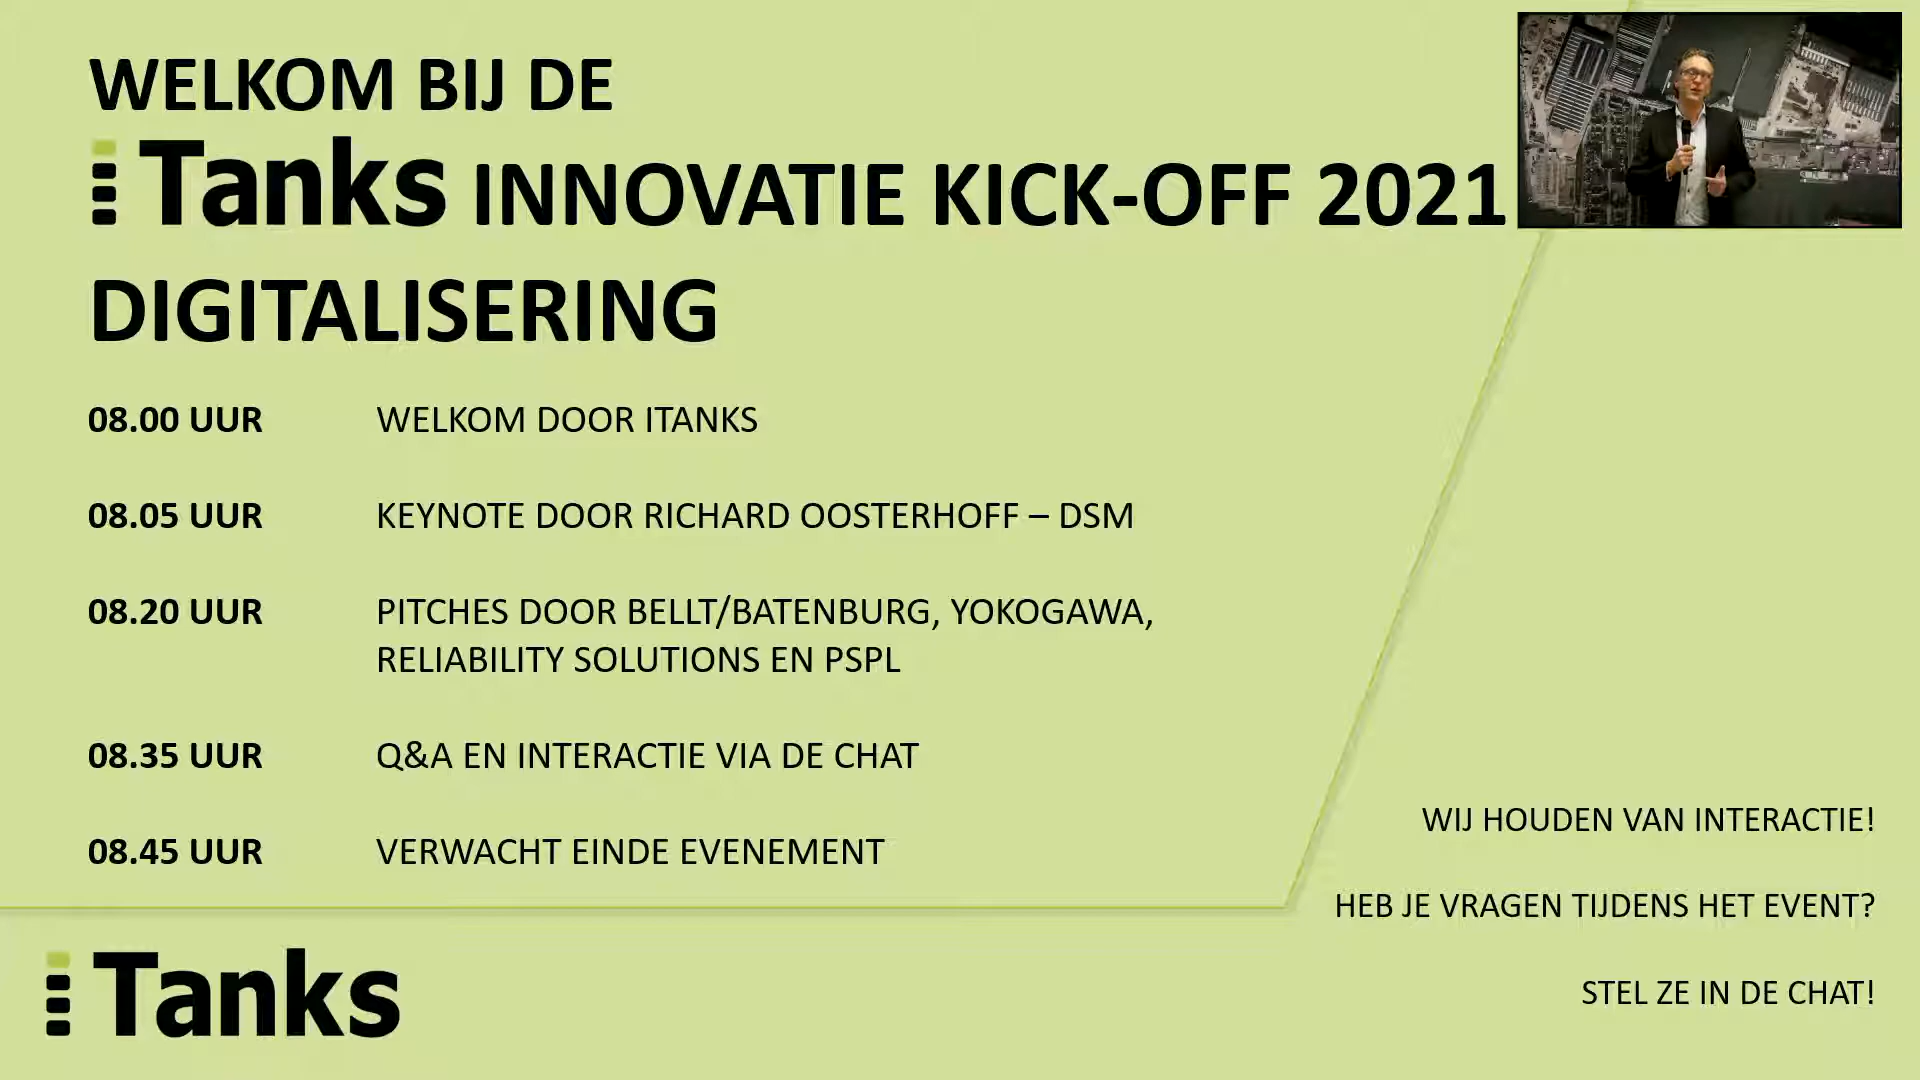 WELKOM BIJ DE
iTanks INNOVATIE KICK-OFF 2021
DIGITALISERING
08.00 UUR WELKOM DOOR ITANKS
08.05 UUR KEYNOTE DOOR RICHARD OOSTERHOFF – DSM
08.20 UUR PITCHES DOOR BELLT/BATENBURG, YOKOGAWA,
RELIABILITY SOLUTIONS EN PSPL
08.35 UUR Q&A EN INTERACTIE VIA DE CHAT
08.45 UUR VERWACHT EINDE EVENEMENT
WIJ HOUDEN VAN INTERACTIE!
HEB JE VRAGEN TIJDENS HET EVENT?
STEL ZE IN DE CHAT!
iTanks